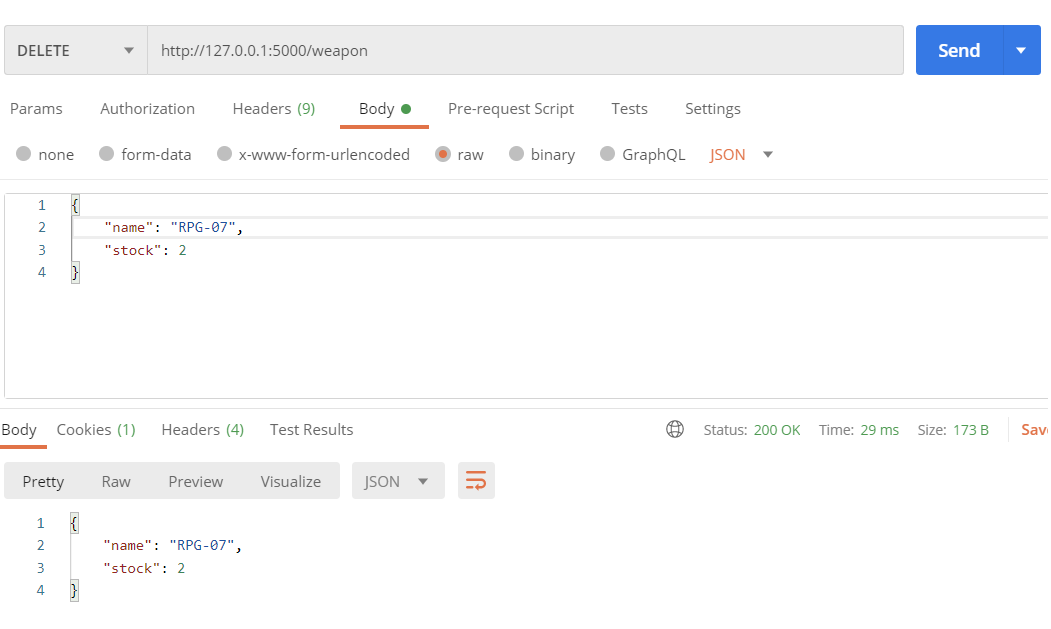 DELETE http://127.0.0.1:5000/weapon Send
Params Authorization Headers (9) Body Pre-request Script Tests Settings
none form-data x-www-form-urlencoded raw binary GraphQL JSON
1 {
2 "name": "RPG-07",
3 "stock": 2
4 }
Body Cookies (1) Headers (4) Test Results Status: 200 OK Time: 29 ms Size: 173 B Save
Pretty Raw Preview Visualize JSON
1 {
2 "name": "RPG-07",
3 "stock": 2
4 }